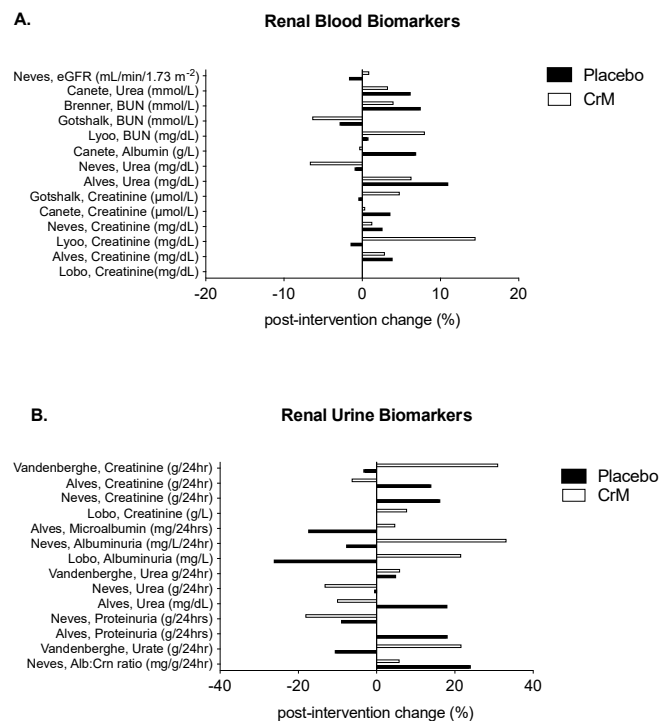 A.
Renal Blood Biomarkers
Placebo
CrM
Neves, eGFR (mL/min/1.73 m⁻²)
Canete, Urea (mmol/L)
Brenner, BUN (mmol/L)
Gotshalk, BUN (mmol/L)
Lyoo, BUN (mg/dL)
Canete, Albumin (g/L)
Neves, Urea (mg/dL)
Alves, Urea (mg/dL)
Gotshalk, Creatinine (µmol/L)
Canete, Creatinine (µmol/L)
Neves, Creatinine (mg/dL)
Lyoo, Creatinine (mg/dL)
Alves, Creatinine (mg/dL)
Lobo, Creatinine(mg/dL)
-20 -10 0 10 20
post-intervention change (%)
B.
Renal Urine Biomarkers
Placebo
CrM
Vandenberghe, Creatinine (g/24hr)
Alves, Creatinine (g/24hr)
Neves, Creatinine (g/24hr)
Lobo, Creatinine (g/L)
Alves, Microalbumin (mg/24hrs)
Neves, Albuminuria (mg/L/24hr)
Lobo, Albuminuria (mg/L)
Vandenberghe, Urea g/24hr)
Neves, Urea (g/24hr)
Alves, Urea (mg/dL)
Neves, Proteinuria (g/24hrs)
Alves, Proteinuria (g/24hrs)
Vandenberghe, Urate (g/24hr)
Neves, Alb:Crn ratio (mg/g/24hr)
-40 -20 0 20 40
post-intervention change (%)